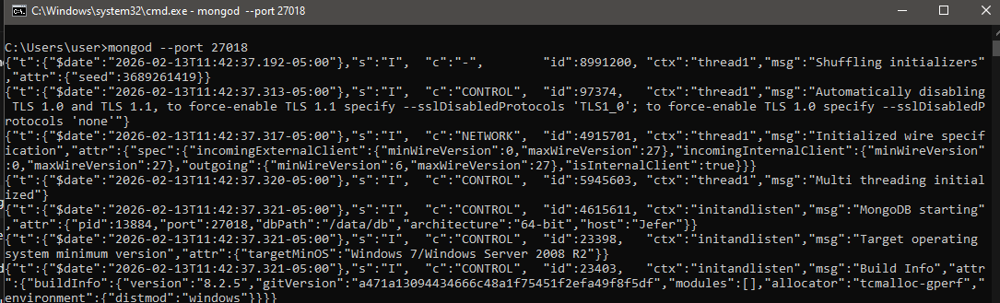 C:\Windows\system32\cmd.exe - mongod --port 27018
C:\Users\user>mongod --port 27018
{"t":{"$date":"2026-02-13T11:42:37.192-05:00"},"s":"I",  "c":"-",        "id":8991200, "ctx":"thread1","msg":"Shuffling initializers"
,"attr":{"seed":3689261419}}
{"t":{"$date":"2026-02-13T11:42:37.313-05:00"},"s":"I",  "c":"CONTROL",  "id":97374,   "ctx":"thread1","msg":"Automatically disabling
 TLS 1.0 and TLS 1.1, to force-enable TLS 1.1 specify --sslDisabledProtocols 'TLS1_0'; to force-enable TLS 1.0 specify --sslDisabledP
rotocols 'none'"}
{"t":{"$date":"2026-02-13T11:42:37.317-05:00"},"s":"I",  "c":"NETWORK",  "id":4915701, "ctx":"thread1","msg":"Initialized wire specif
ication","attr":{"spec":{"incomingExternalClient":{"minWireVersion":0,"maxWireVersion":27},"incomingInternalClient":{"minWireVersion"
:0,"maxWireVersion":27},"outgoing":{"minWireVersion":6,"maxWireVersion":27},"isInternalClient":true}}}
{"t":{"$date":"2026-02-13T11:42:37.320-05:00"},"s":"I",  "c":"CONTROL",  "id":5945603, "ctx":"thread1","msg":"Multi threading initial
ized"}
{"t":{"$date":"2026-02-13T11:42:37.321-05:00"},"s":"I",  "c":"CONTROL",  "id":4615611, "ctx":"initandlisten","msg":"MongoDB starting"
,"attr":{"pid":13884,"port":27018,"dbPath":"/data/db","architecture":"64-bit","host":"Jefer"}}
{"t":{"$date":"2026-02-13T11:42:37.321-05:00"},"s":"I",  "c":"CONTROL",  "id":23398,   "ctx":"initandlisten","msg":"Target operating
system minimum version","attr":{"targetMinOS":"Windows 7/Windows Server 2008 R2"}}
{"t":{"$date":"2026-02-13T11:42:37.321-05:00"},"s":"I",  "c":"CONTROL",  "id":23403,   "ctx":"initandlisten","msg":"Build Info","attr
":{"buildInfo":{"version":"8.2.5","gitVersion":"a471a13094434666c48a1f75451f2efa49f8f5df","modules":[],"allocator":"tcmalloc-gperf","
environment":{"distmod":"windows"}}}}